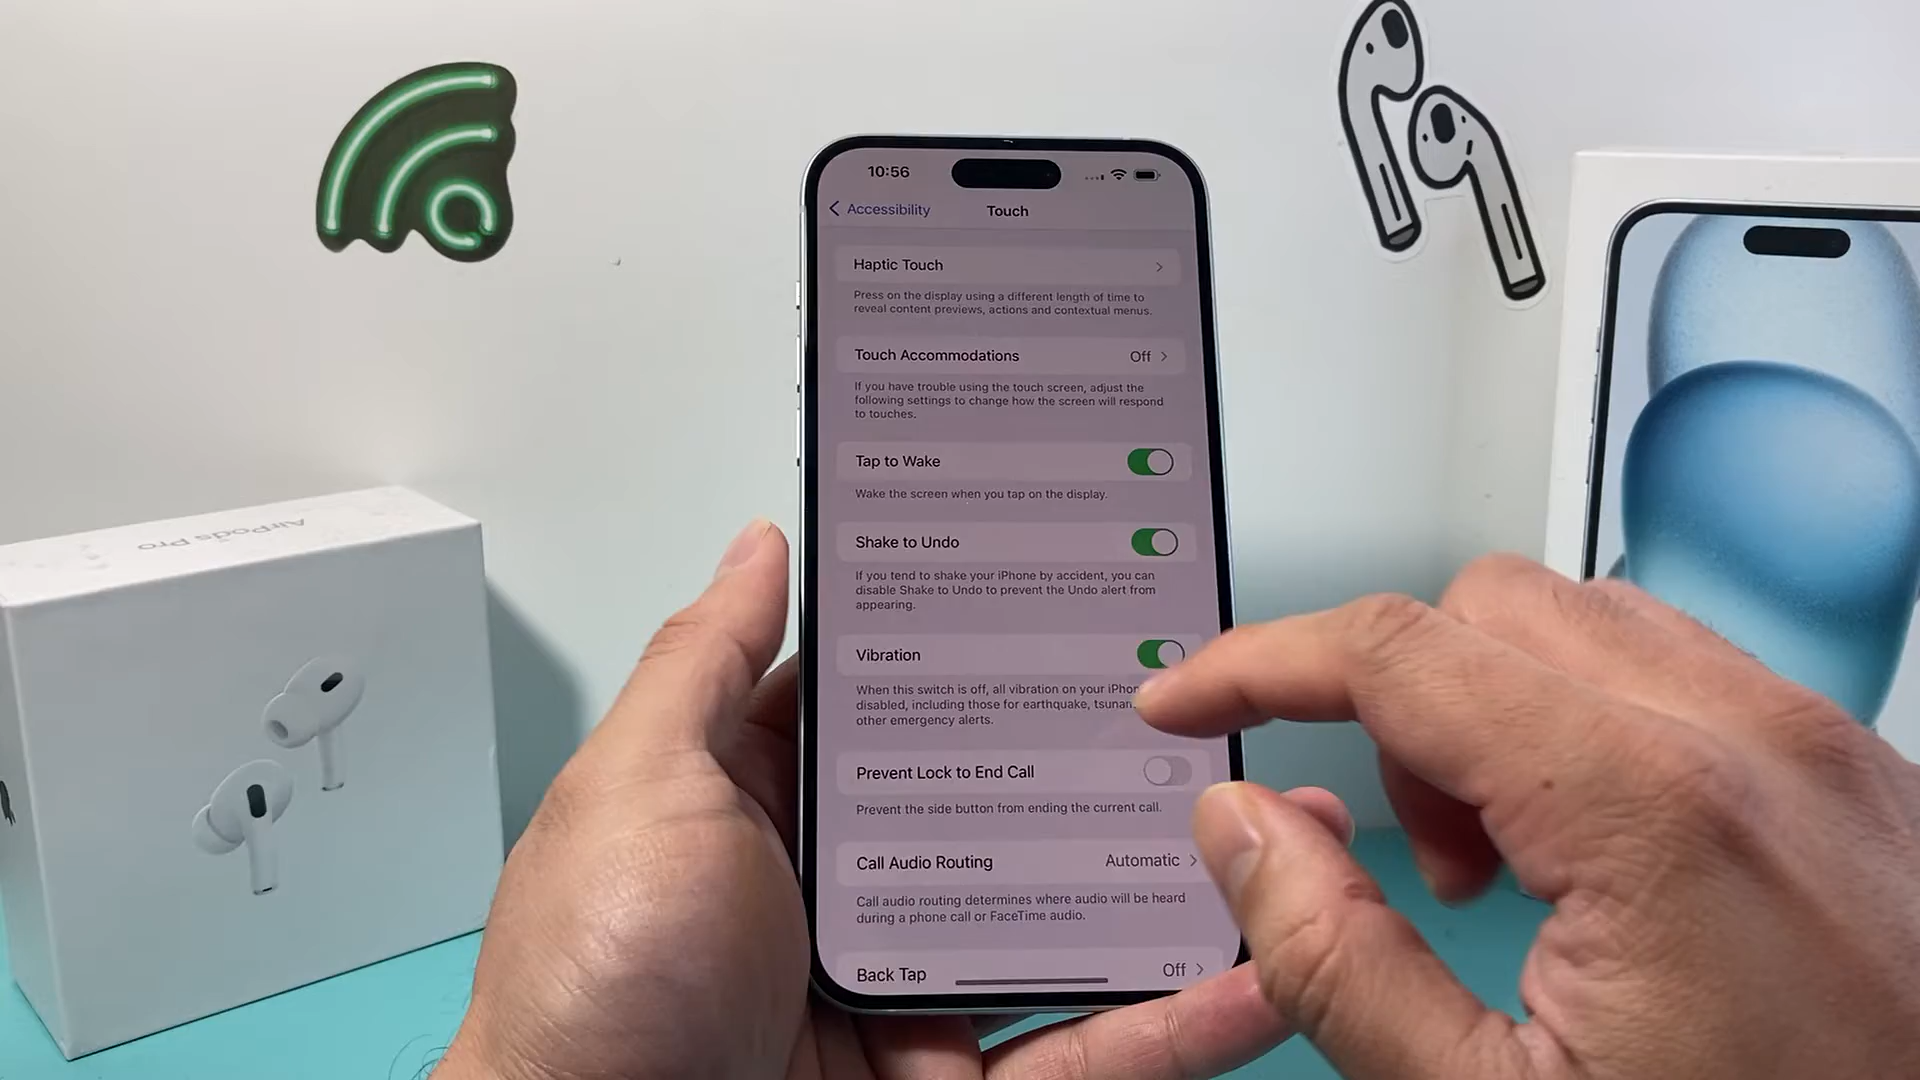 10:56
Accessibility
Touch
Haptic Touch
Press on the display using a different length of time to
reveal content previews, actions and contextual menus.
Touch Accommodations Off
If you have trouble using the touch screen, adjust the
following settings to change how the screen will respond
to touches.
Tap to Wake
Wake the screen when you tap on the display.
Shake to Undo
If you tend to shake your iPhone by accident, you can
disable Shake to Undo to prevent the Undo alert from
appearing.
Vibration
When this switch is off, all vibration on your
disabled, including those for earthquake,
other emergency alerts.
Prevent Lock to End Call
Prevent the side button from ending the current call.
Call Audio Routing Automatic
Call audio routing determines where audio will be heard
during a phone call or FaceTime audio.
Back Tap Off
AirPods Pro